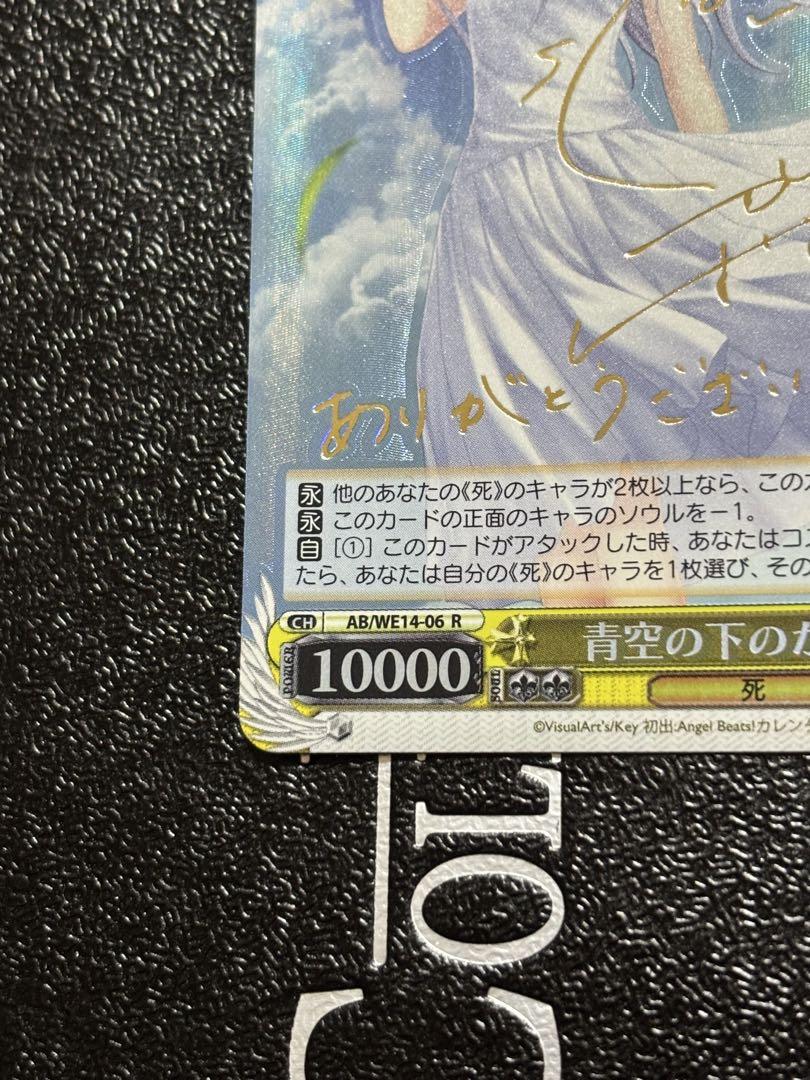 ありがとうござい
永 他のあなたの《死》のキャラが2枚以上なら、この
永 このカードの正面のキャラのソウルを－1。
自 [①] このカードがアタックした時、あなたはコス
たら、あなたは自分の《死》のキャラを1枚選び、その
CH AB/WE14-06 R
青空の下の
POWER 10000
SOUL
死
©VisualArt's/Key 初出:Angel Beats!カレン